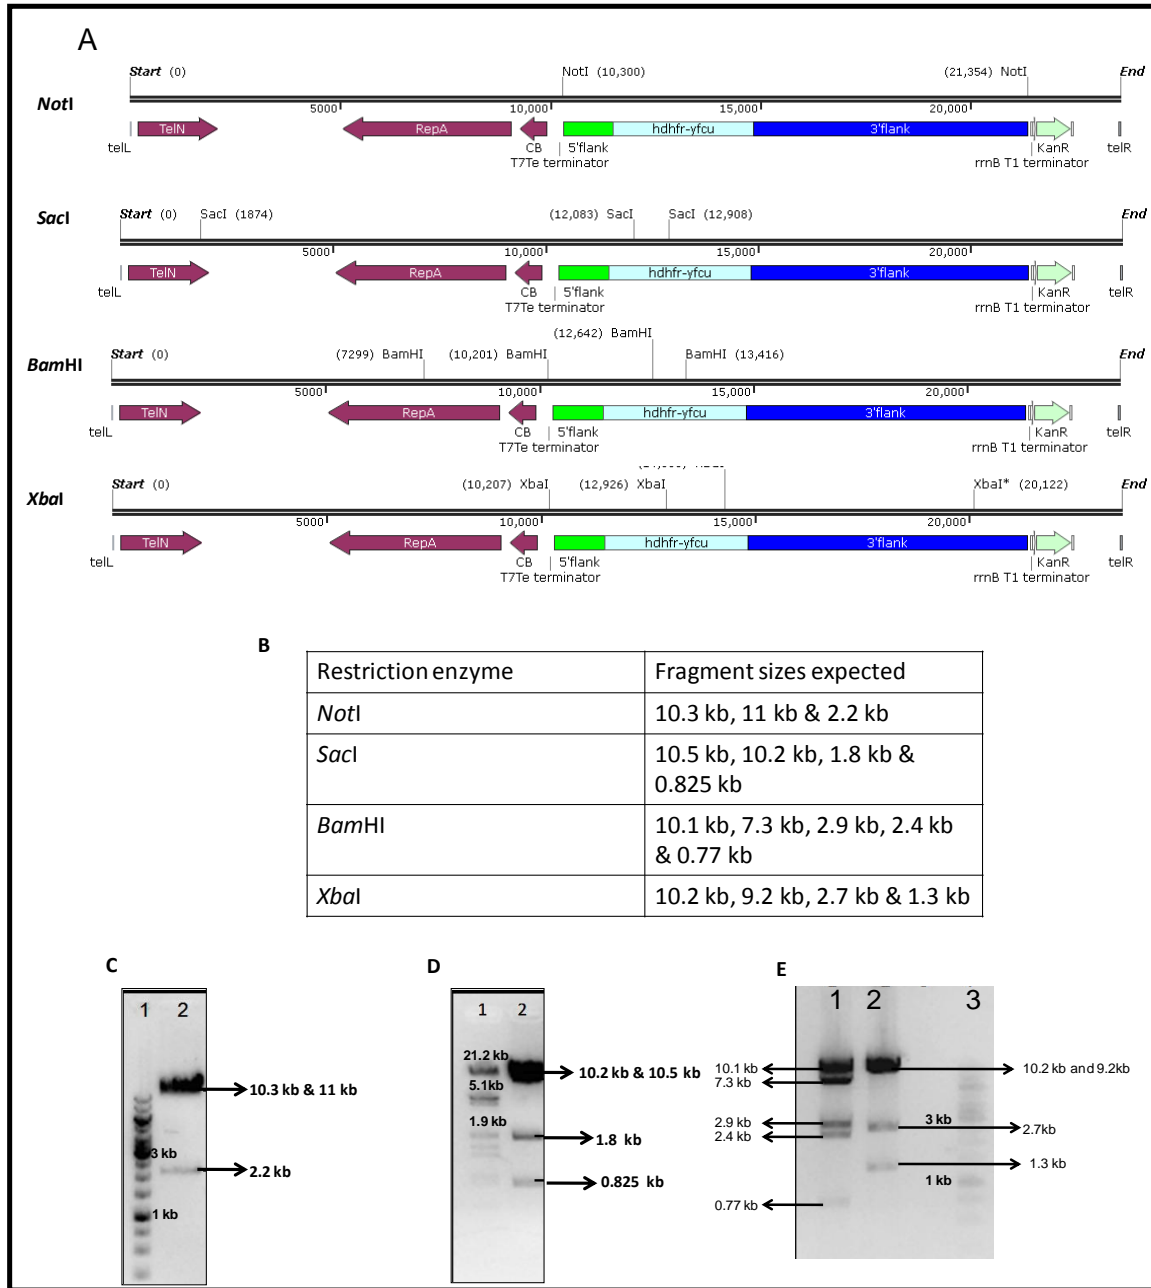 A
Start (0) NotI (10,300) (21,354) NotI End
NotI
5000 10,000 15,000 20,000
TelN RepA hdhfr-yfcu 3'flank
telL CB 5'flank KanR telR
T7Te terminator rrnB T1 terminator
SacI
Start (0) SacI (1874) (12,083) SacI SacI (12,908) End
5000 10,000 15,000 20,000
TelN RepA hdhfr-yfcu 3'flank
telL CB 5'flank KanR telR
T7Te terminator rrnB T1 terminator
(12,642) BamHI
BamHI
Start (0) (7299) BamHI (10,201) BamHI BamHI (13,416) End
5000 10,000 15,000 20,000
TelN RepA hdhfr-yfcu 3'flank
telL CB 5'flank KanR telR
T7Te terminator rrnB T1 terminator
XbaI
Start (0) (10,207) XbaI (12,926) XbaI XbaI* (20,122) End
5000 10,000 15,000 20,000
TelN RepA hdhfr-yfcu 3'flank
telL CB 5'flank KanR telR
T7Te terminator rrnB T1 terminator
B
Restriction enzyme Fragment sizes expected
NotI 10.3 kb, 11 kb & 2.2 kb
SacI 10.5 kb, 10.2 kb, 1.8 kb &
0.825 kb
BamHI 10.1 kb, 7.3 kb, 2.9 kb, 2.4 kb
& 0.77 kb
XbaI 10.2 kb, 9.2 kb, 2.7 kb & 1.3 kb
C
1 2
10.3 kb & 11 kb
3 kb
2.2 kb
1 kb
D
1 2
21.2 kb
10.2 kb & 10.5 kb
5.1kb
1.9 kb
1.8 kb
0.825 kb
E
1 2 3
10.1 kb 10.2 kb and 9.2kb
7.3 kb
2.9 kb 3 kb
2.4 kb 2.7kb
1.3 kb
1 kb
0.77 kb